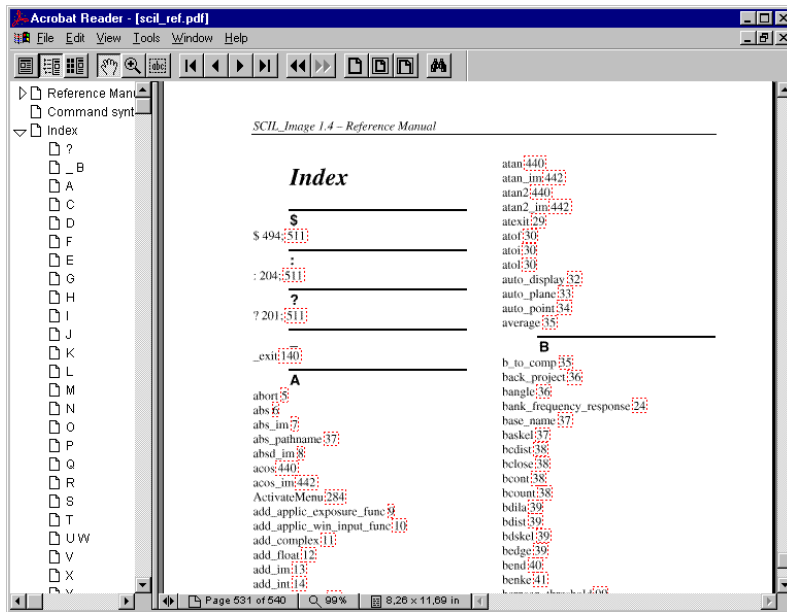 Acrobat Reader - [scil_ref.pdf]
File Edit View Tools Window Help
abc
Reference Manu
Command synt
Index
?
_ B
A
C
D
F
E
G
H
I
J
K
L
M
N
O
P
Q
R
S
T
U W
V
X
SCIL_Image 1.4 – Reference Manual
Index
$
$ 494; 511
:
: 204; 511
?
? 201; 511
_
_exit 140
A
abort 5
abs 6
abs_im 7
abs_pathname 37
absd_im 8
acos 440
acos_im 442
ActivateMenu 284
add_applic_exposure_func 9
add_applic_win_input_func 10
add_complex 11
add_float 12
add_im 13
add_int 14
atan 440
atan_im 442
atan2 440
atan2_im 442
atexit 29
atof 30
atoi 30
atol 30
auto_display 32
auto_plane 33
auto_point 34
average 35
B
b_to_comp 35
back_project 36
bangle 36
bank_frequency_response 24
base_name 37
baskel 37
bcdist 38
bclose 38
bcont 38
bcount 38
bdila 39
bdist 39
bdskel 39
bedge 39
bend 40
benke 41
Page 531 of 540 99% 8,26 x 11,69 in